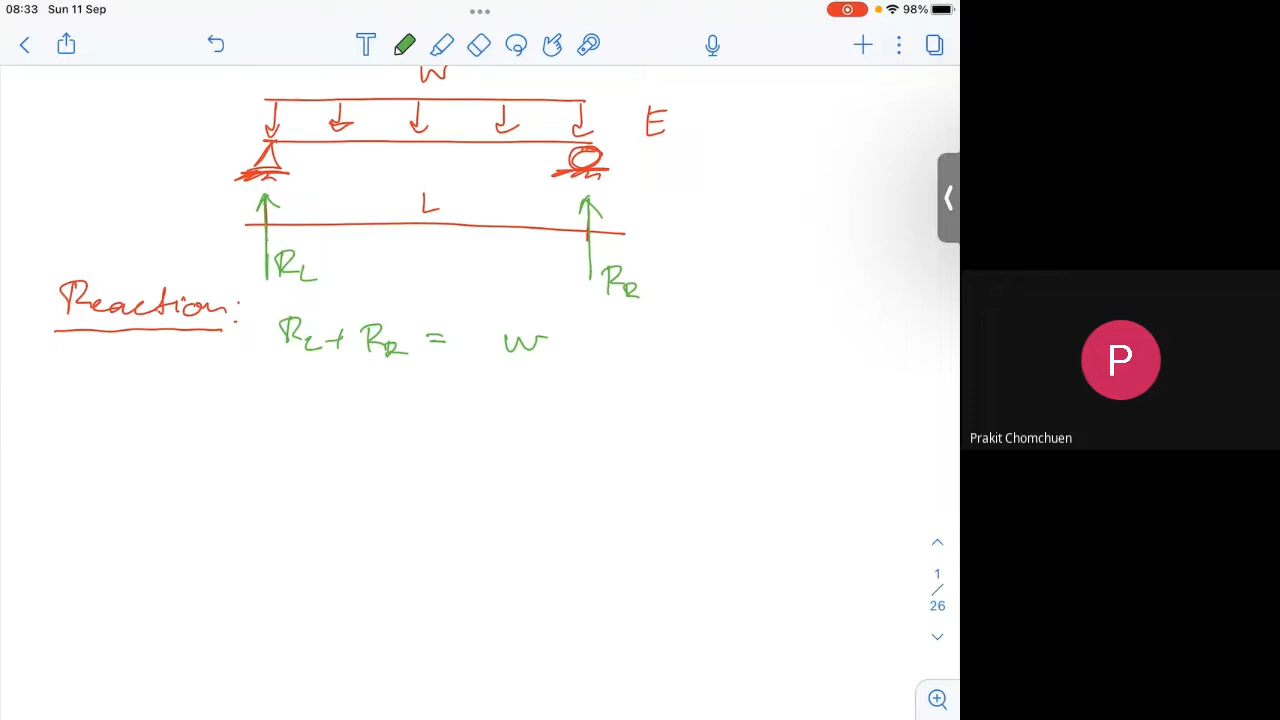 08:33 Sun 11 Sep 98%
T
W
E
L
RL
RR
Reaction:
RL + RR = w
P
Prakit Chomchuen
1
/
26